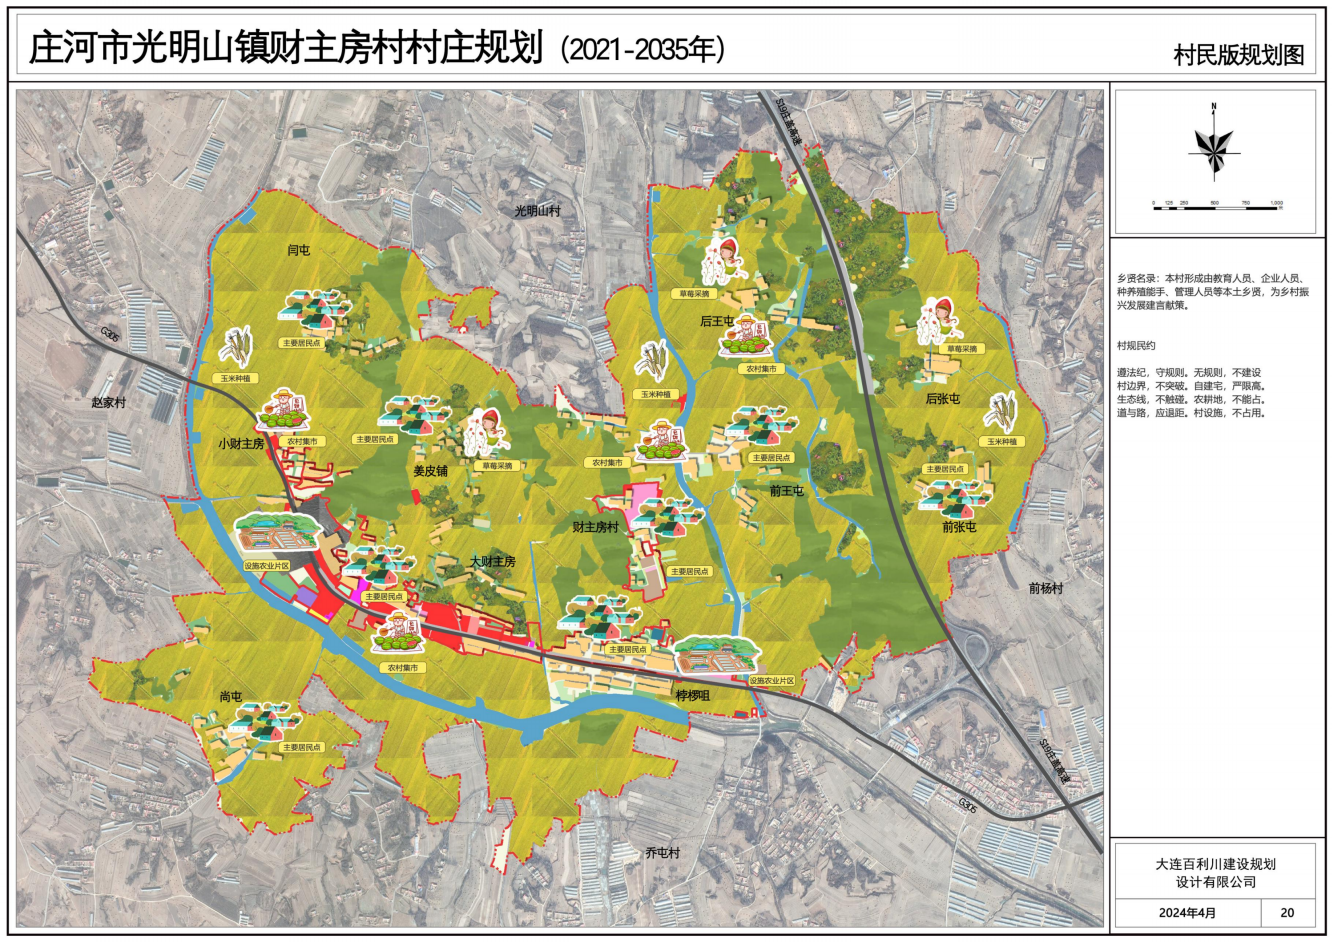 庄河市光明山镇财主房村村庄规划（2021-2035年）
村民版规划图
S19庄盖高速
N
0 125 250 500 750 1,000
m
光明山村
闫屯
草莓采摘
后王屯
主要居民点
G305
农村集市
草莓采摘
玉米种植
玉米种植
后张屯
赵家村
小财主房
农村集市
主要居民点
草莓采摘
姜皮铺
农村集市
主要居民点
玉米种植
主要居民点
前王屯
财主房村
前张屯
大财主房
设施农业片区
主要居民点
主要居民点
前杨村
农村集市
主要居民点
设施农业片区
桲椤咀
尚屯
主要居民点
S19庄盖高速
G305
乔屯村
乡贤名录：本村形成由教育人员、企业人员、
种养殖能手、管理人员等本土乡贤，为乡村振
兴发展建言献策。
村规民约
遵法纪，守规则。无规则，不建设
村边界，不突破。自建宅，严限高。
生态线，不触碰。农耕地，不能占。
道与路，应退距。村设施，不占用。
大连百利川建设规划
设计有限公司
2024年4月
20